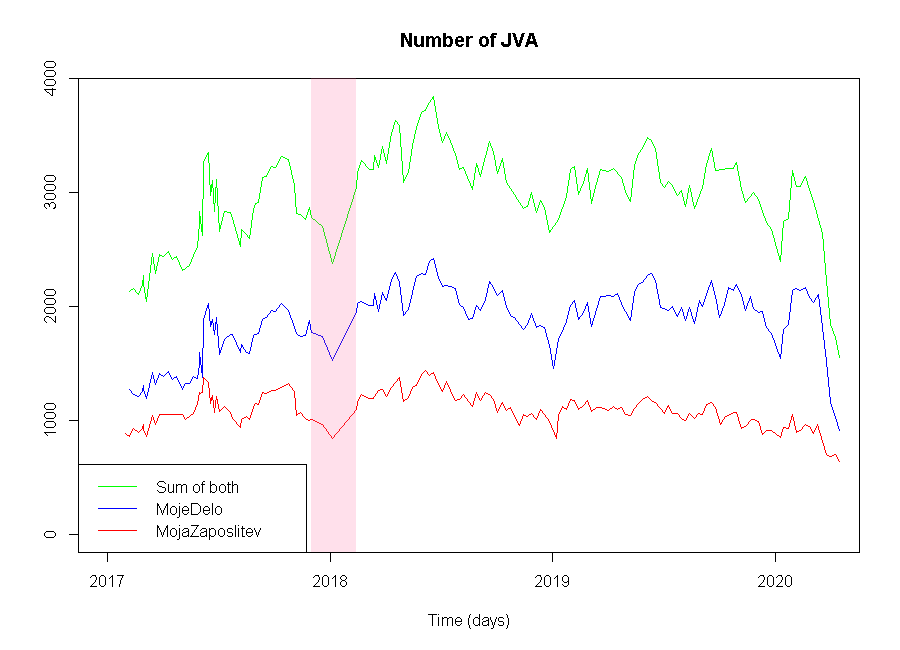 Number of JVA
4000
3000
2000
1000
0
Sum of both
MojeDelo
MojaZaposlitev
2017 2018 2019 2020
Time (days)